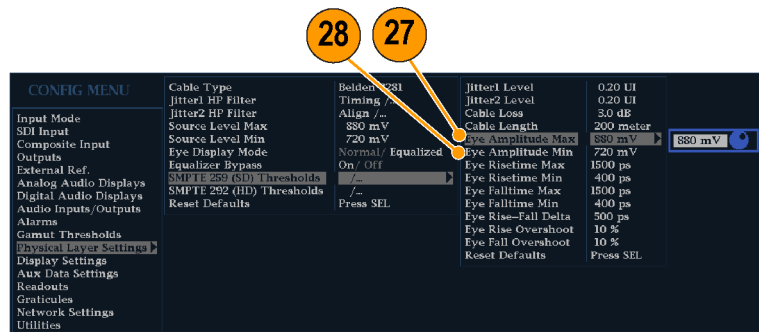 28 27
CONFIG MENU
Input Mode
SDI Input
Composite Input
Outputs
External Ref.
Analog Audio Displays
Digital Audio Displays
Audio Inputs/Outputs
Alarms
Gamut Thresholds
Physical Layer Settings
Display Settings
Aux Data Settings
Readouts
Graticules
Network Settings
Utilities
Cable Type Belden 8281
Jitter1 HP Filter Timing /...
Jitter2 HP Filter Align /...
Source Level Max 880 mV
Source Level Min 720 mV
Eye Display Mode Normal/ Equalized
Equalizer Bypass On/ Off
SMPTE 259 (SD) Thresholds /...
SMPTE 292 (HD) Thresholds /...
Reset Defaults Press SEL
Jitter1 Level 0.20 UI
Jitter2 Level 0.20 UI
Cable Loss 3.0 dB
Cable Length 200 meter
Eye Amplitude Max 880 mV
Eye Amplitude Min 720 mV
Eye Risetime Max 1500 ps
Eye Risetime Min 400 ps
Eye Falltime Max 1500 ps
Eye Falltime Min 400 ps
Eye Rise-Fall Delta 500 ps
Eye Rise Overshoot 10 %
Eye Fall Overshoot 10 %
Reset Defaults Press SEL
880 mV